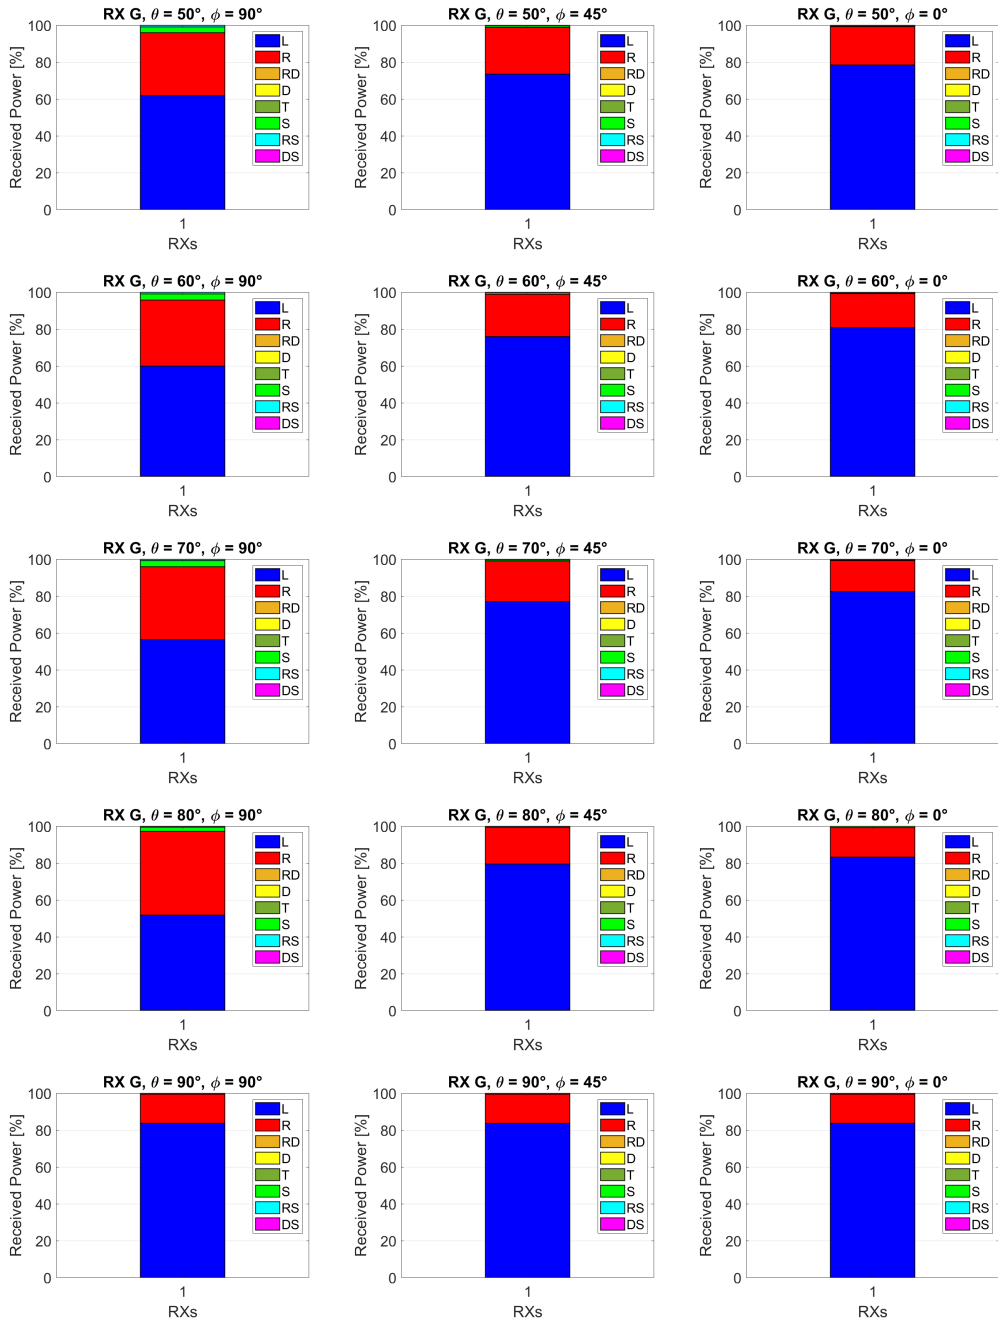 RX G, θ = 50°, ϕ = 90°
100
80
60
40
20
0
Received Power [%]
L
R
RD
D
T
S
RS
DS
1
RXs
RX G, θ = 50°, ϕ = 45°
100
80
60
40
20
0
Received Power [%]
L
R
RD
D
T
S
RS
DS
1
RXs
RX G, θ = 50°, ϕ = 0°
100
80
60
40
20
0
Received Power [%]
L
R
RD
D
T
S
RS
DS
1
RXs
RX G, θ = 60°, ϕ = 90°
100
80
60
40
20
0
Received Power [%]
L
R
RD
D
T
S
RS
DS
1
RXs
RX G, θ = 60°, ϕ = 45°
100
80
60
40
20
0
Received Power [%]
L
R
RD
D
T
S
RS
DS
1
RXs
RX G, θ = 60°, ϕ = 0°
100
80
60
40
20
0
Received Power [%]
L
R
RD
D
T
S
RS
DS
1
RXs
RX G, θ = 70°, ϕ = 90°
100
80
60
40
20
0
Received Power [%]
L
R
RD
D
T
S
RS
DS
1
RXs
RX G, θ = 70°, ϕ = 45°
100
80
60
40
20
0
Received Power [%]
L
R
RD
D
T
S
RS
DS
1
RXs
RX G, θ = 70°, ϕ = 0°
100
80
60
40
20
0
Received Power [%]
L
R
RD
D
T
S
RS
DS
1
RXs
RX G, θ = 80°, ϕ = 90°
100
80
60
40
20
0
Received Power [%]
L
R
RD
D
T
S
RS
DS
1
RXs
RX G, θ = 80°, ϕ = 45°
100
80
60
40
20
0
Received Power [%]
L
R
RD
D
T
S
RS
DS
1
RXs
RX G, θ = 80°, ϕ = 0°
100
80
60
40
20
0
Received Power [%]
L
R
RD
D
T
S
RS
DS
1
RXs
RX G, θ = 90°, ϕ = 90°
100
80
60
40
20
0
Received Power [%]
L
R
RD
D
T
S
RS
DS
1
RXs
RX G, θ = 90°, ϕ = 45°
100
80
60
40
20
0
Received Power [%]
L
R
RD
D
T
S
RS
DS
1
RXs
RX G, θ = 90°, ϕ = 0°
100
80
60
40
20
0
Received Power [%]
L
R
RD
D
T
S
RS
DS
1
RXs